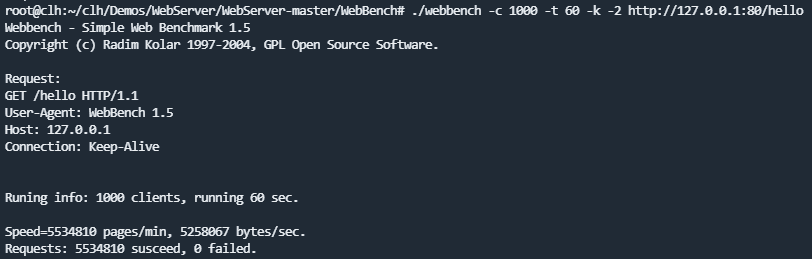 root@clh:~/clh/Demos/WebServer/WebServer-master/WebBench# ./webbench -c 1000 -t 60 -k -2 http://127.0.0.1:80/hello
Webbench - Simple Web Benchmark 1.5
Copyright (c) Radim Kolar 1997-2004, GPL Open Source Software.

Request:
GET /hello HTTP/1.1
User-Agent: WebBench 1.5
Host: 127.0.0.1
Connection: Keep-Alive

Runing info: 1000 clients, running 60 sec.

Speed=5534810 pages/min, 5258067 bytes/sec.
Requests: 5534810 susceed, 0 failed.